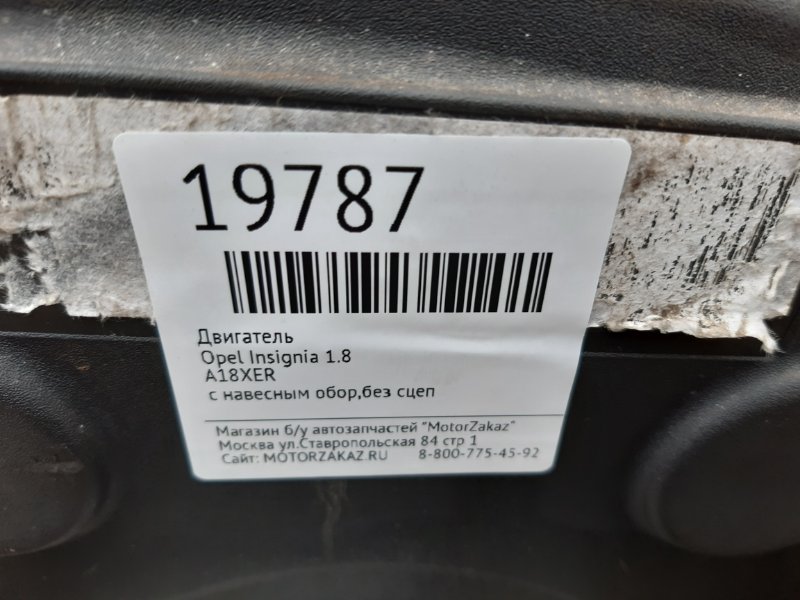 19787
Двигатель
Opel Insignia 1.8
A18XER
с навесным обор,без сцеп
Магазин б/у автозапчастей "MotorZakaz"
Москва ул.Ставропольская 84 стр 1
Сайт: MOTORZAKAZ.RU 8-800-775-45-92